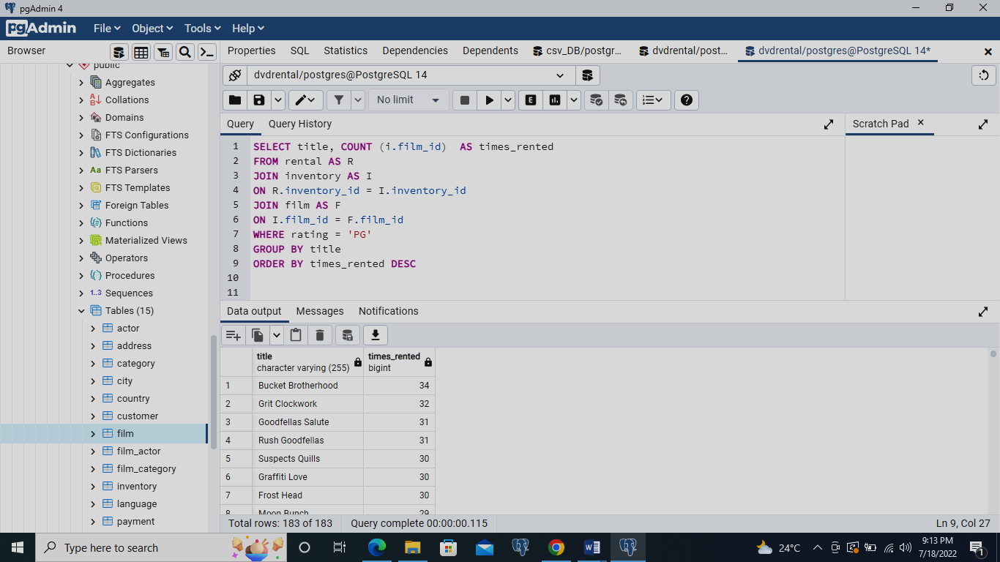 pgAdmin 4
pgAdmin File Object Tools Help
Browser
Properties SQL Statistics Dependencies Dependents csv_DB/postgr... dvdrental/post... dvdrental/postgres@PostgreSQL 14*
public
Aggregates
Collations
Domains
FTS Configurations
FTS Dictionaries
Aa FTS Parsers
FTS Templates
Foreign Tables
Functions
Materialized Views
Operators
Procedures
1..3 Sequences
Tables (15)
actor
address
category
city
country
customer
film
film_actor
film_category
inventory
language
payment
dvdrental/postgres@PostgreSQL 14
No limit E
Query Query History Scratch Pad
1 SELECT title, COUNT (i.film_id)  AS times_rented
2 FROM rental AS R
3 JOIN inventory AS I
4 ON R.inventory_id = I.inventory_id
5 JOIN film AS F
6 ON I.film_id = F.film_id
7 WHERE rating = 'PG'
8 GROUP BY title
9 ORDER BY times_rented DESC
10
11
Data output Messages Notifications
title times_rented
character varying (255) bigint
1 Bucket Brotherhood 34
2 Grit Clockwork 32
3 Goodfellas Salute 31
4 Rush Goodfellas 31
5 Suspects Quills 30
6 Graffiti Love 30
7 Frost Head 30
8 Moon Bunch 29
Total rows: 183 of 183 Query complete 00:00:00.115 Ln 9, Col 27
Type here to search 24°C 9:13 PM
7/18/2022 1